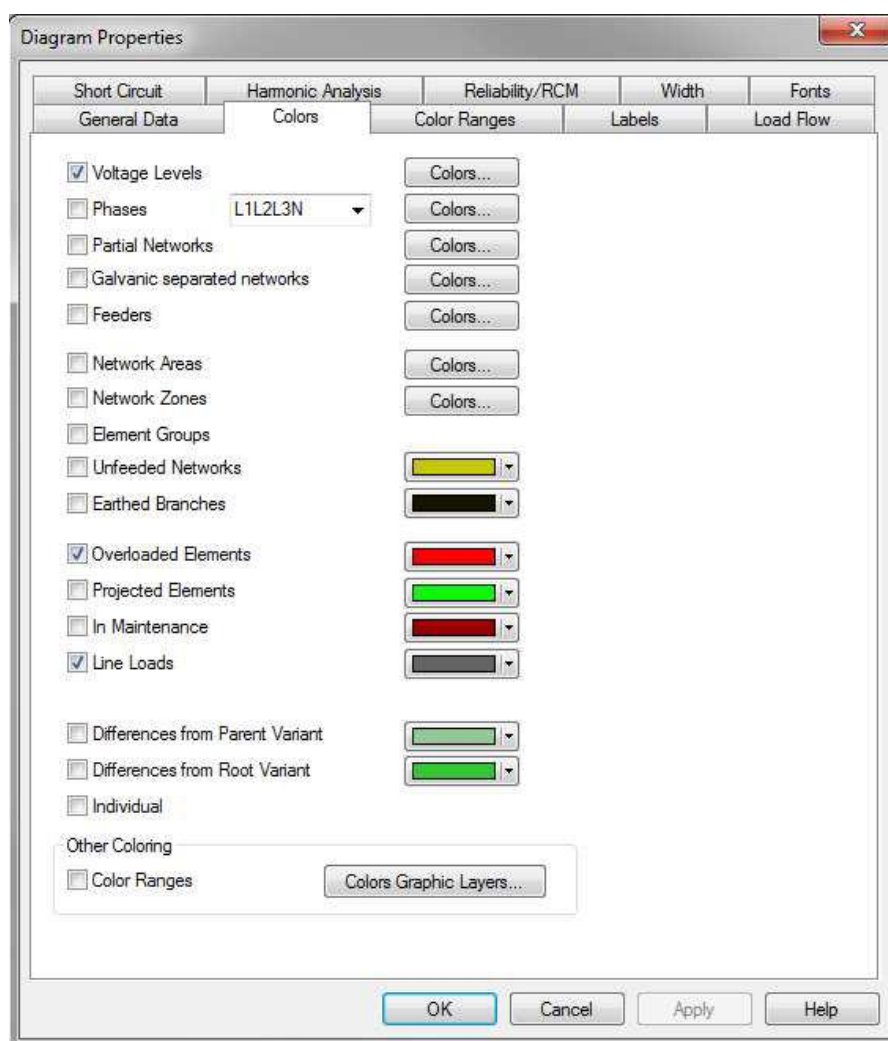 Diagram Properties
Short Circuit Harmonic Analysis Reliability/RCM Width Fonts
General Data Colors Color Ranges Labels Load Flow
Voltage Levels Colors...
Phases L1L2L3N Colors...
Partial Networks Colors...
Galvanic separated networks Colors...
Feeders Colors...
Network Areas Colors...
Network Zones Colors...
Element Groups
Unfeeded Networks
Earthed Branches
Overloaded Elements
Projected Elements
In Maintenance
Line Loads
Differences from Parent Variant
Differences from Root Variant
Individual
Other Coloring
Color Ranges Colors Graphic Layers...
OK Cancel Apply Help